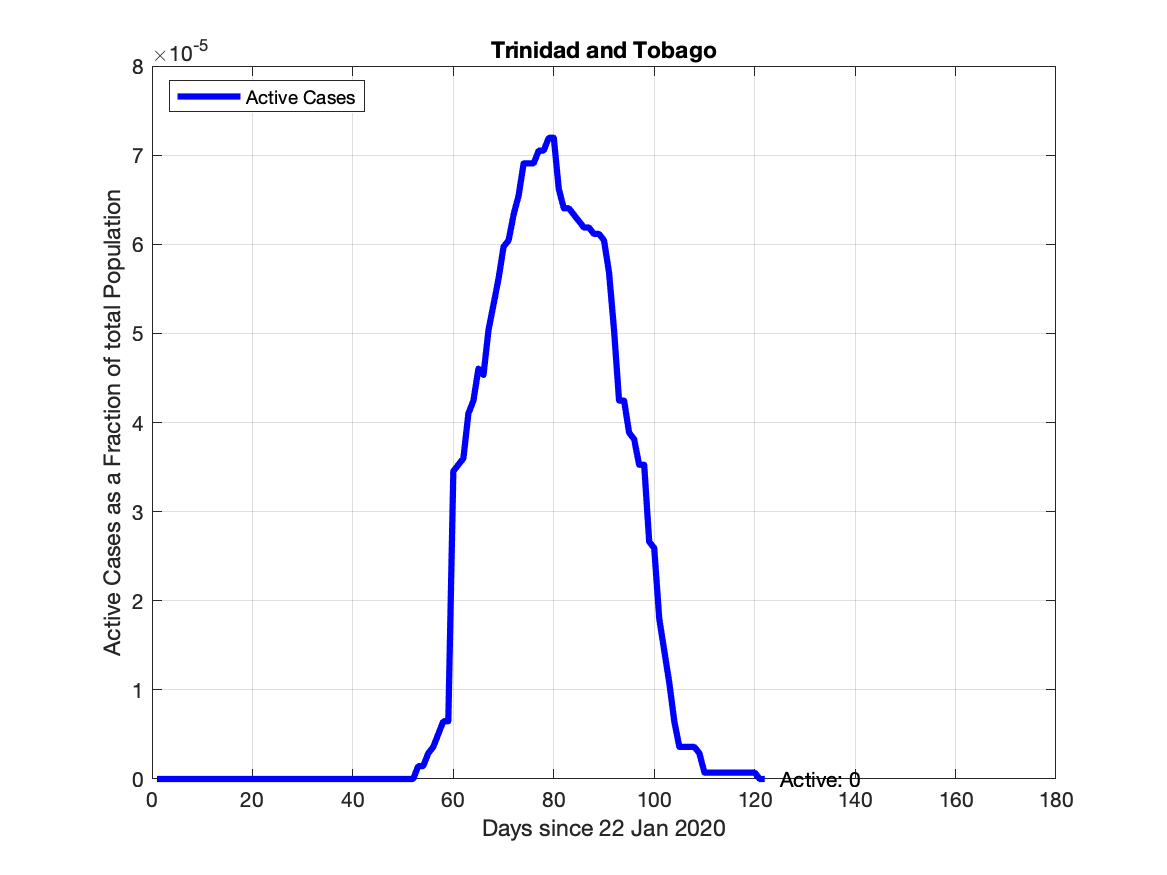 Trinidad and Tobago
×10-5
Active Cases
8
7
6
5
4
3
2
1
0
Active Cases as a Fraction of total Population
Active: 0
0 20 40 60 80 100 120 140 160 180
Days since 22 Jan 2020